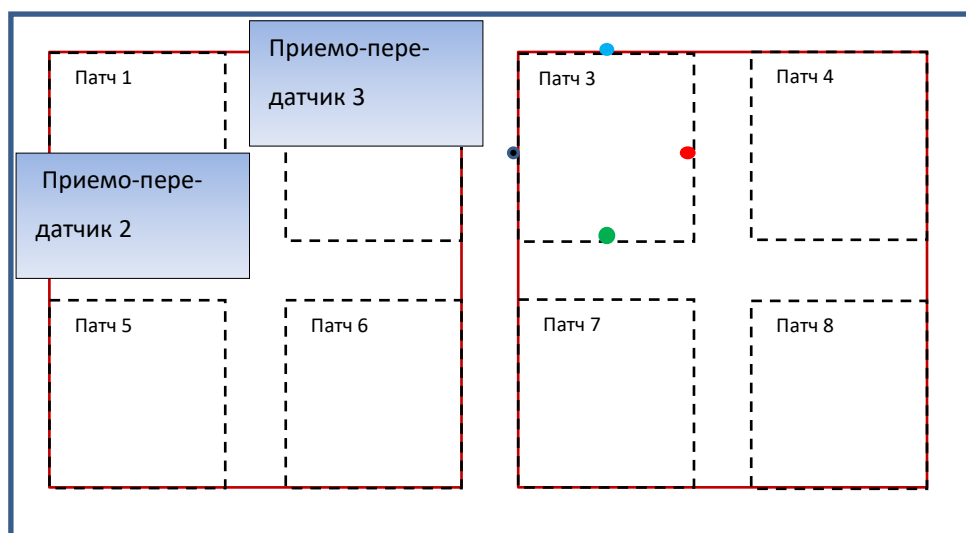 Патч 1
Приемо-пере-
датчик 3
Патч 3
Патч 4
Приемо-пере-
датчик 2
Патч 5
Патч 6
Патч 7
Патч 8